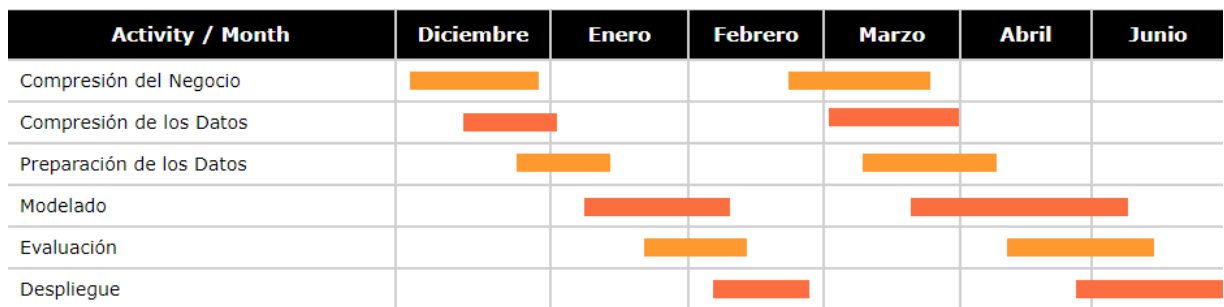 Activity / Month Diciembre Enero Febrero Marzo Abril Junio
Compresión del Negocio
Compresión de los Datos
Preparación de los Datos
Modelado
Evaluación
Despliegue